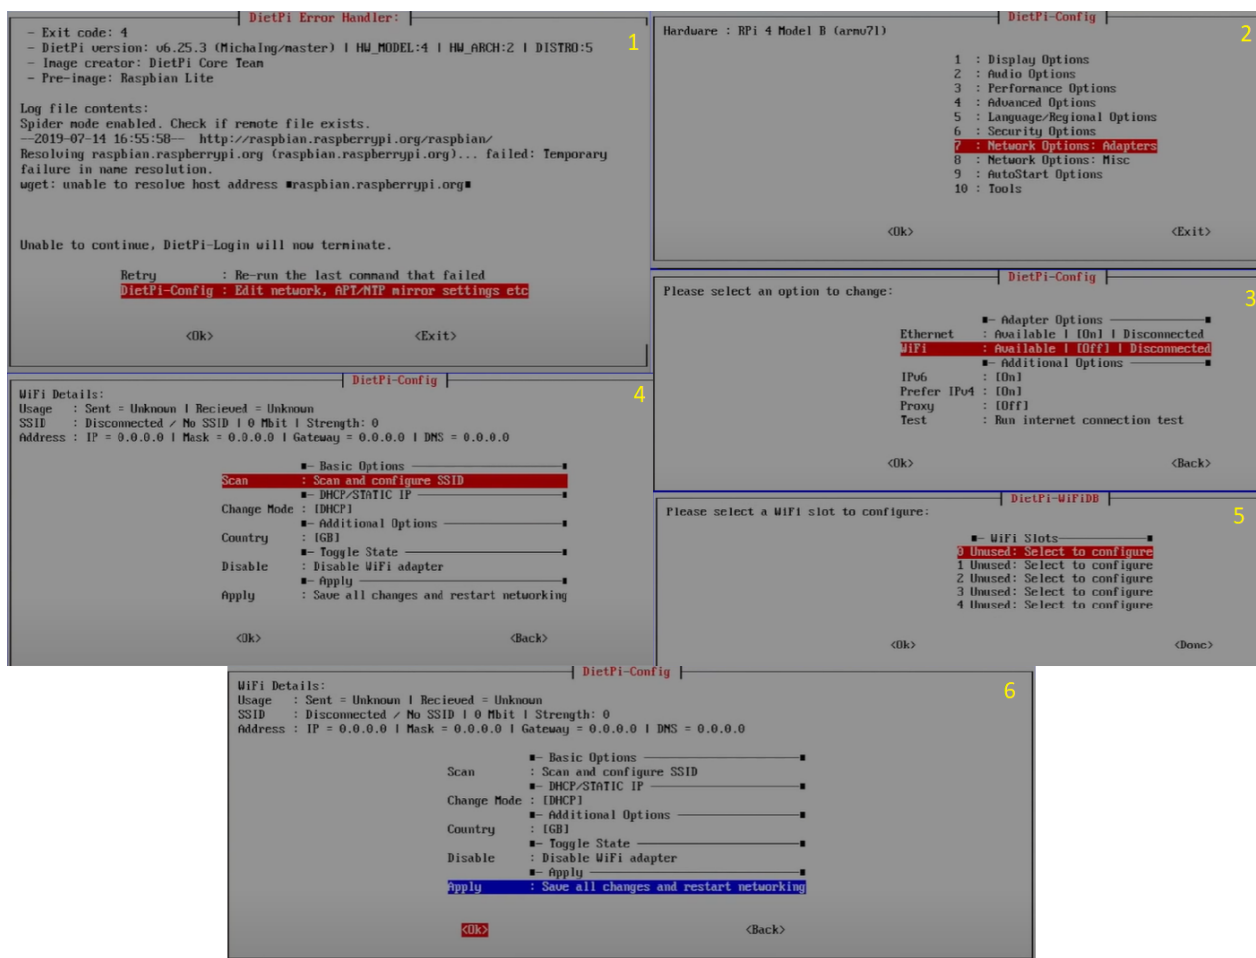 DietPi Error Handler:
- Exit code: 4
- DietPi version: v6.25.3 (MichaIng/master) | HW_MODEL:4 | HW_ARCH:2 | DISTRO:5
- Image creator: DietPi Core Team
- Pre-image: Raspbian Lite
1
Log file contents:
Spider mode enabled. Check if remote file exists.
--2019-07-14 16:55:58-- http://raspbian.raspberrypi.org/raspbian/
Resolving raspbian.raspberrypi.org (raspbian.raspberrypi.org)... failed: Temporary
failure in name resolution.
wget: unable to resolve host address ■raspbian.raspberrypi.org■
Unable to continue, DietPi-Login will now terminate.
Retry : Re-run the last command that failed
DietPi-Config : Edit network, APT/NTP mirror settings etc
<Ok> <Exit>
DietPi-Config
2
Hardware : RPi 4 Model B (armv7l)
1 : Display Options
2 : Audio Options
3 : Performance Options
4 : Advanced Options
5 : Language/Regional Options
6 : Security Options
7 : Network Options: Adapters
8 : Network Options: Misc
9 : AutoStart Options
10 : Tools
<Ok> <Exit>
DietPi-Config
3
Please select an option to change:
■- Adapter Options ■
Ethernet : Available | [On] | Disconnected
WiFi : Available | [Off] | Disconnected
■- Additional Options ■
IPv6 : [On]
Prefer IPv4 : [On]
Proxy : [Off]
Test : Run internet connection test
<Ok> <Back>
DietPi-Config
4
WiFi Details:
Usage : Sent = Unknown | Recieved = Unknown
SSID : Disconnected / No SSID | 0 Mbit | Strength: 0
Address : IP = 0.0.0.0 | Mask = 0.0.0.0 | Gateway = 0.0.0.0 | DNS = 0.0.0.0
■- Basic Options ■
Scan : Scan and configure SSID
■- DHCP/STATIC IP ■
Change Mode : [DHCP]
■- Additional Options ■
Country : [GB]
■- Toggle State ■
Disable : Disable WiFi adapter
■- Apply ■
Apply : Save all changes and restart networking
<Ok> <Back>
DietPi-WiFiDB
5
Please select a WiFi slot to configure:
■- WiFi Slots ■
0 Unused: Select to configure
1 Unused: Select to configure
2 Unused: Select to configure
3 Unused: Select to configure
4 Unused: Select to configure
<Ok> <Done>
DietPi-Config
6
WiFi Details:
Usage : Sent = Unknown | Recieved = Unknown
SSID : Disconnected / No SSID | 0 Mbit | Strength: 0
Address : IP = 0.0.0.0 | Mask = 0.0.0.0 | Gateway = 0.0.0.0 | DNS = 0.0.0.0
■- Basic Options ■
Scan : Scan and configure SSID
■- DHCP/STATIC IP ■
Change Mode : [DHCP]
■- Additional Options ■
Country : [GB]
■- Toggle State ■
Disable : Disable WiFi adapter
■- Apply ■
Apply : Save all changes and restart networking
<Ok> <Back>